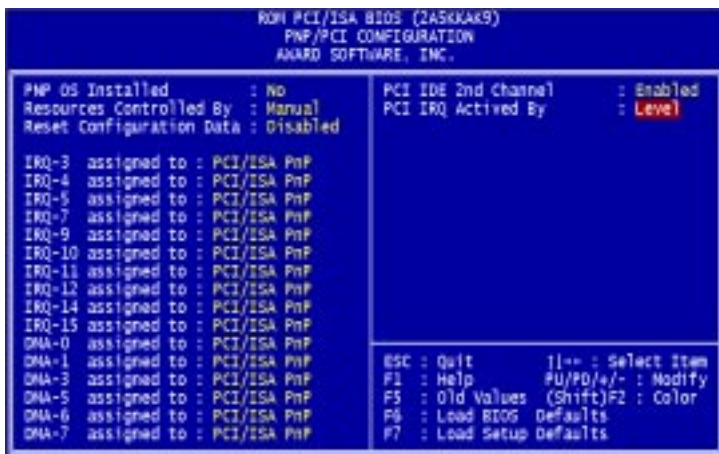 ROM PCI/ISA BIOS (2A5KKAK9)
PNP/PCI CONFIGURATION
AWARD SOFTWARE, INC.
PNP OS Installed : No
Resources Controlled By : Manual
Reset Configuration Data : Disabled
IRQ-3 assigned to : PCI/ISA PnP
IRQ-4 assigned to : PCI/ISA PnP
IRQ-5 assigned to : PCI/ISA PnP
IRQ-7 assigned to : PCI/ISA PnP
IRQ-9 assigned to : PCI/ISA PnP
IRQ-10 assigned to : PCI/ISA PnP
IRQ-11 assigned to : PCI/ISA PnP
IRQ-12 assigned to : PCI/ISA PnP
IRQ-14 assigned to : PCI/ISA PnP
IRQ-15 assigned to : PCI/ISA PnP
DMA-0 assigned to : PCI/ISA PnP
DMA-1 assigned to : PCI/ISA PnP
DMA-3 assigned to : PCI/ISA PnP
DMA-5 assigned to : PCI/ISA PnP
DMA-6 assigned to : PCI/ISA PnP
DMA-7 assigned to : PCI/ISA PnP
PCI IDE 2nd Channel : Enabled
PCI IRQ Actived By : Level
ESC : Quit ↑↓→← : Select Item
F1 : Help PU/PD/+/- : Modify
F5 : Old Values (Shift)F2 : Color
F6 : Load BIOS Defaults
F7 : Load Setup Defaults